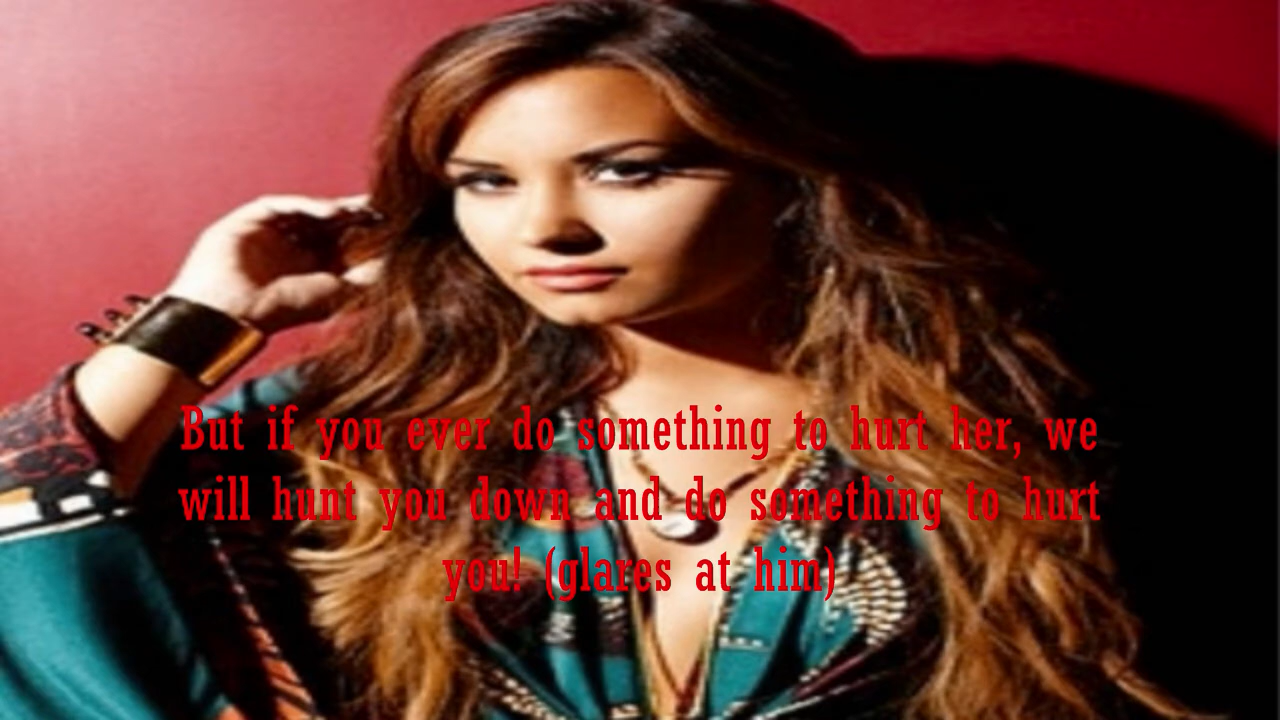 But if you ever do something to hurt her, we
will hunt you down and do something to hurt
you! (glares at him)